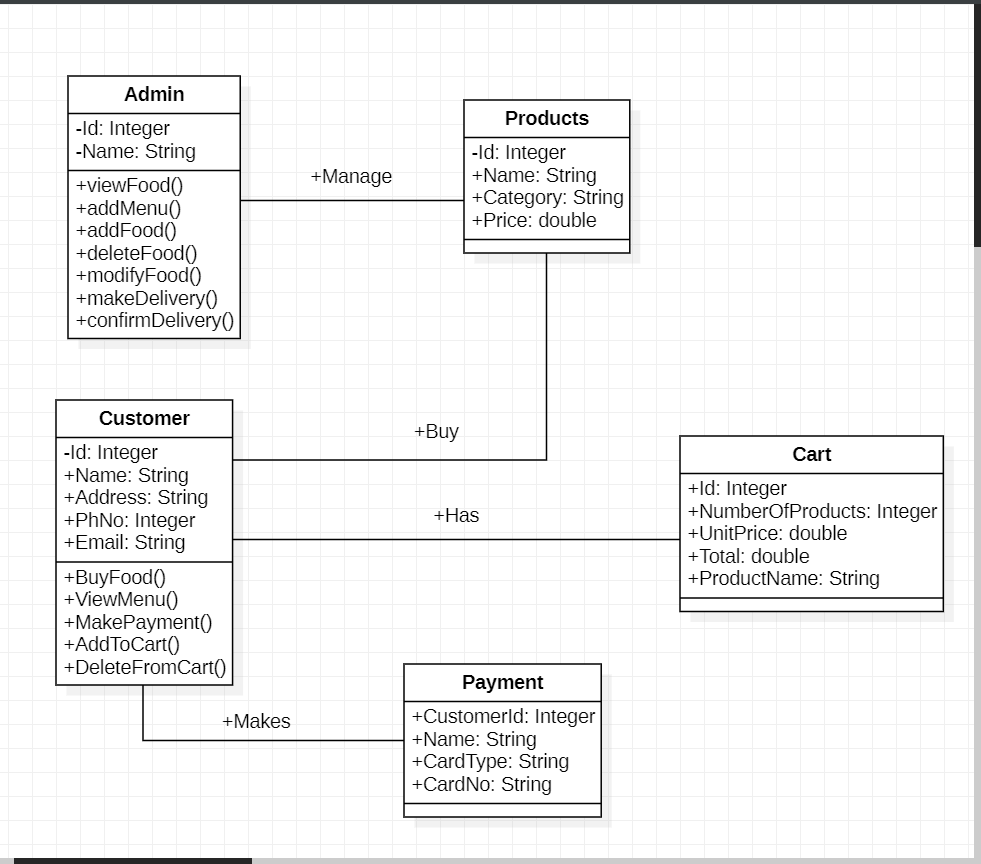 Admin
-Id: Integer
-Name: String
+viewFood()
+addMenu()
+addFood()
+deleteFood()
+modifyFood()
+makeDelivery()
+confirmDelivery()
+Manage
Products
-Id: Integer
+Name: String
+Category: String
+Price: double
Customer
-Id: Integer
+Name: String
+Address: String
+PhNo: Integer
+Email: String
+BuyFood()
+ViewMenu()
+MakePayment()
+AddToCart()
+DeleteFromCart()
+Buy
+Has
Cart
+Id: Integer
+NumberOfProducts: Integer
+UnitPrice: double
+Total: double
+ProductName: String
+Makes
Payment
+CustomerId: Integer
+Name: String
+CardType: String
+CardNo: String